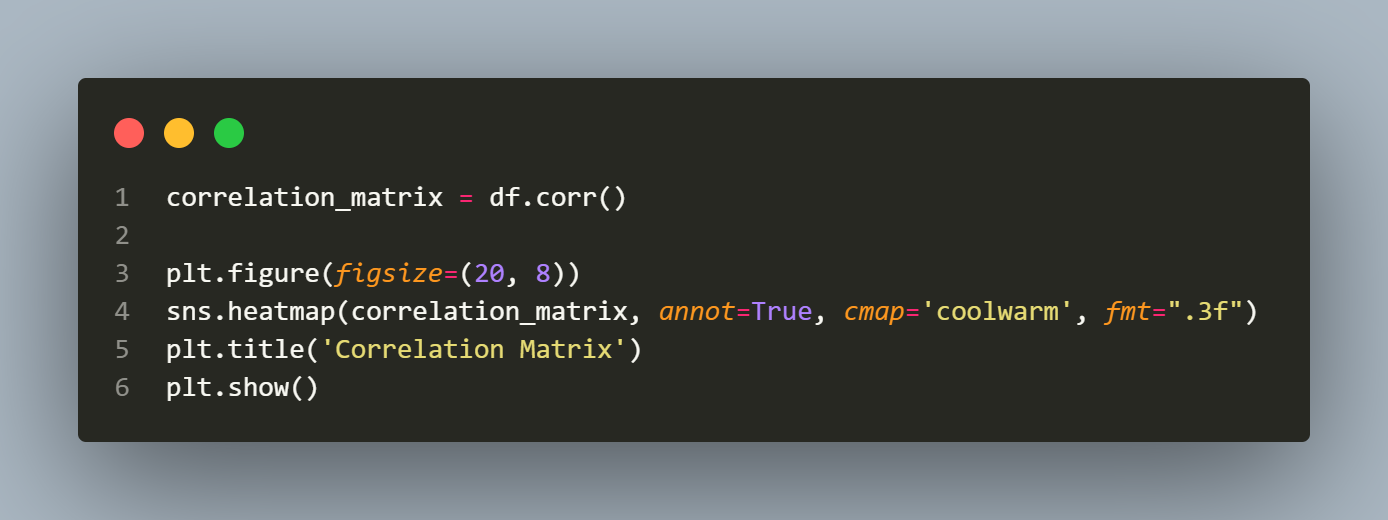 1 correlation_matrix = df.corr()
2
3 plt.figure(figsize=(20, 8))
4 sns.heatmap(correlation_matrix, annot=True, cmap='coolwarm', fmt=".3f")
5 plt.title('Correlation Matrix')
6 plt.show()